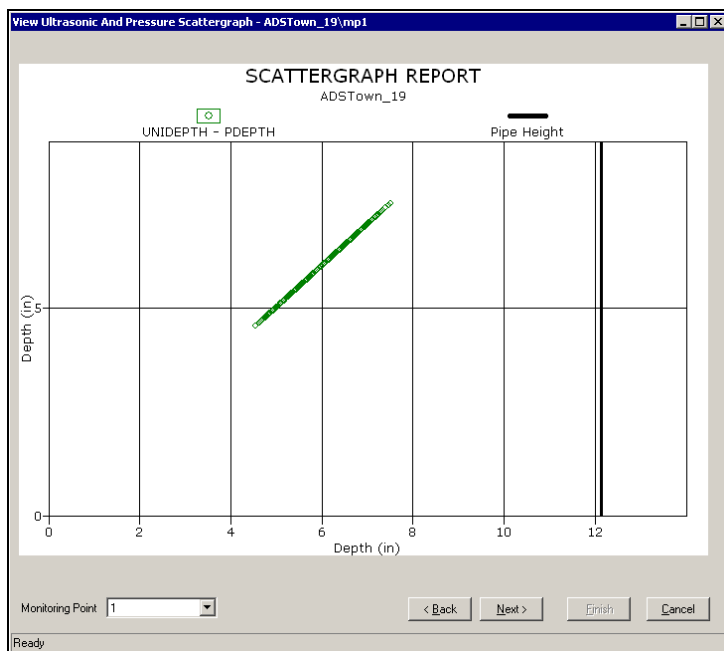 View Ultrasonic And Pressure Scattergraph - ADSTown_19\mp1
SCATTERGRAPH REPORT
ADSTown_19
UNIDEPTH - PDEPTH
Pipe Height
Depth (in)
5
0
0 2 4 6 8 10 12
Depth (in)
Monitoring Point 1 < Back Next > Finish Cancel
Ready